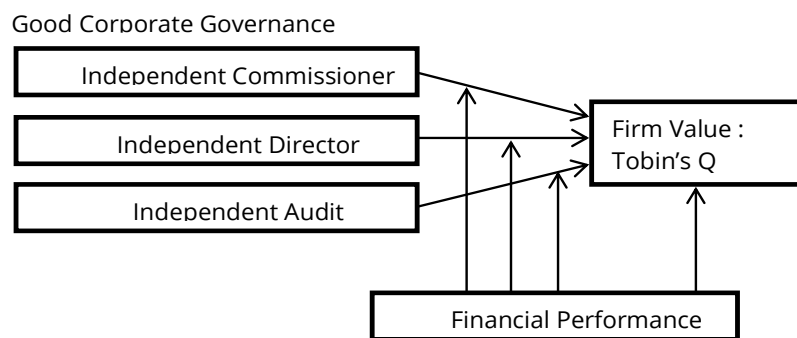 Good Corporate Governance
Independent Commissioner
Independent Director
Independent Audit
Firm Value :
Tobin’s Q
Financial Performance